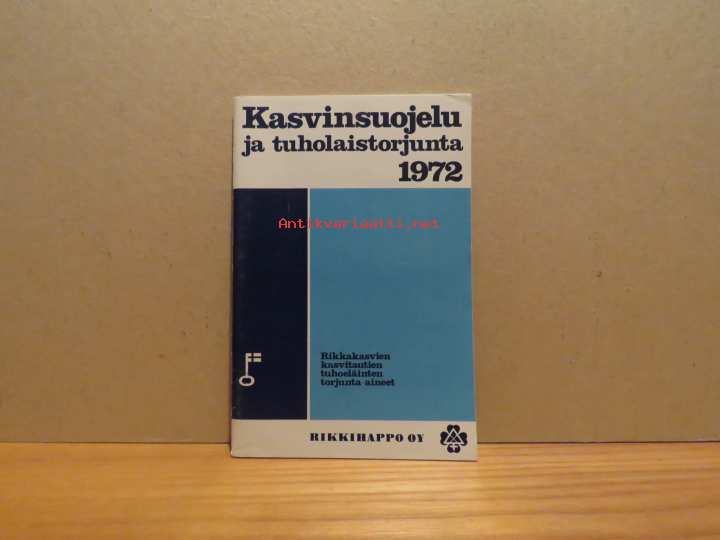 Kasvinsuojelu
ja tuholaistorjunta
1972
Antikvariaatti.net
Rikkakasvien
kasvitautien
tuhoeläinten
torjunta aineet
RIKKIHAPPO OY